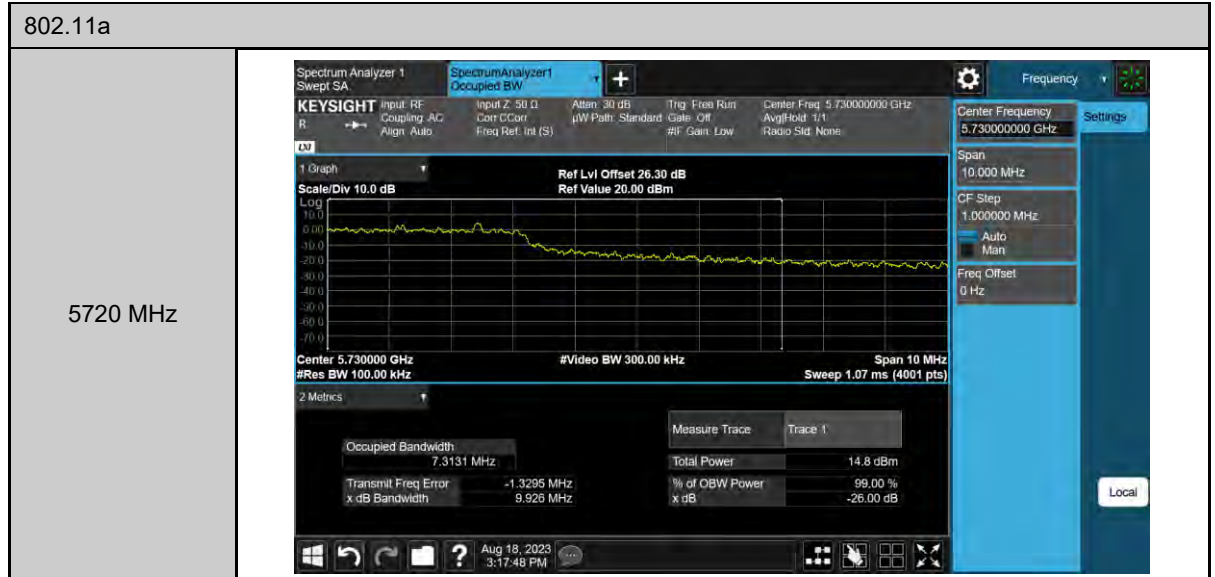 802.11a
5720 MHz
Spectrum Analyzer 1
Swept SA
SpectrumAnalyzer1
Occupied BW
Frequency
KEYSIGHT
R
LXI
Input: RF
Coupling: AC
Align: Auto
Input Z: 50 Ω
Corr CCorr
Freq Ref: Int (S)
Atten: 30 dB
µW Path: Standard
Trig: Free Run
Gate: Off
#IF Gain: Low
Center Freq: 5.730000000 GHz
Avg|Hold: 1/1
Radio Std: None
Center Frequency
5.730000000 GHz
Settings
Span
10.000 MHz
CF Step
1.000000 MHz
Auto
Man
Freq Offset
0 Hz
Local
1 Graph
Scale/Div 10.0 dB
Ref Lvl Offset 26.30 dB
Ref Value 20.00 dBm
Log
10.0
0.00
-10.0
-20.0
-30.0
-40.0
-50.0
-60.0
-70.0
Center 5.730000 GHz
#Res BW 100.00 kHz
#Video BW 300.00 kHz
Span 10 MHz
Sweep 1.07 ms (4001 pts)
2 Metrics
Occupied Bandwidth
7.3131 MHz
Transmit Freq Error -1.3295 MHz
x dB Bandwidth 9.926 MHz
Measure Trace Trace 1
Total Power 14.8 dBm
% of OBW Power 99.00 %
x dB -26.00 dB
Aug 18, 2023
3:17:48 PM